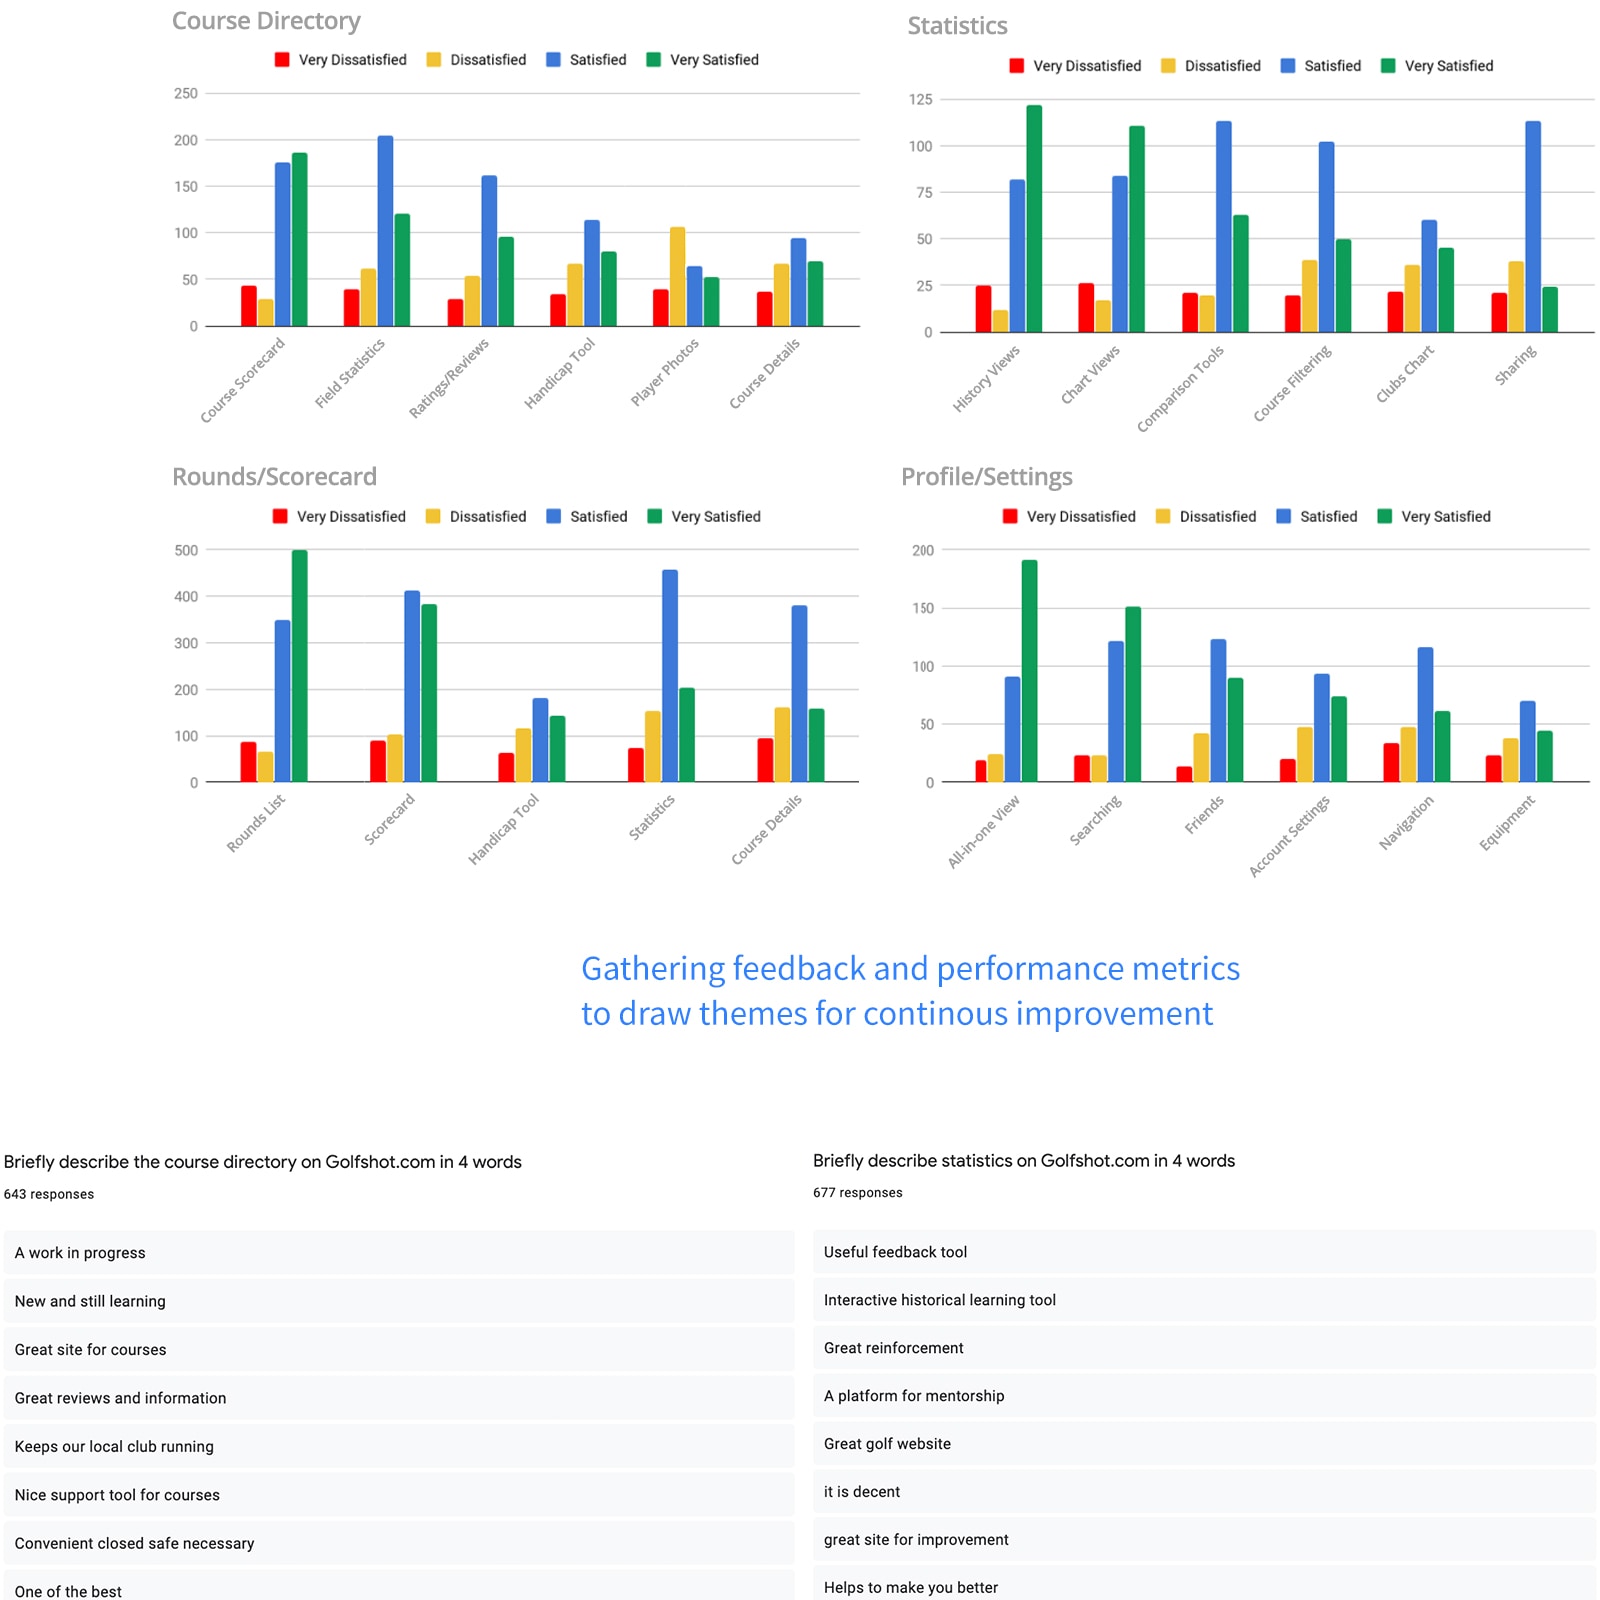 Course Directory
Very Dissatisfied Dissatisfied Satisfied Very Satisfied
250
200
150
100
50
0
Course Scorecard
Field Statistics
Ratings/Reviews
Handicap Tool
Player Photos
Course Details
Statistics
Very Dissatisfied Dissatisfied Satisfied Very Satisfied
125
100
75
50
25
0
History Views
Chart Views
Comparison Tools
Course Filtering
Clubs Chart
Sharing
Rounds/Scorecard
Very Dissatisfied Dissatisfied Satisfied Very Satisfied
500
400
300
200
100
0
Rounds List
Scorecard
Handicap Tool
Statistics
Course Details
Profile/Settings
Very Dissatisfied Dissatisfied Satisfied Very Satisfied
200
150
100
50
0
All-in-one View
Searching
Friends
Account Settings
Navigation
Equipment
Gathering feedback and performance metrics
to draw themes for continous improvement
Briefly describe the course directory on Golfshot.com in 4 words
643 responses
A work in progress
New and still learning
Great site for courses
Great reviews and information
Keeps our local club running
Nice support tool for courses
Convenient closed safe necessary
One of the best
Briefly describe statistics on Golfshot.com in 4 words
677 responses
Useful feedback tool
Interactive historical learning tool
Great reinforcement
A platform for mentorship
Great golf website
it is decent
great site for improvement
Helps to make you better